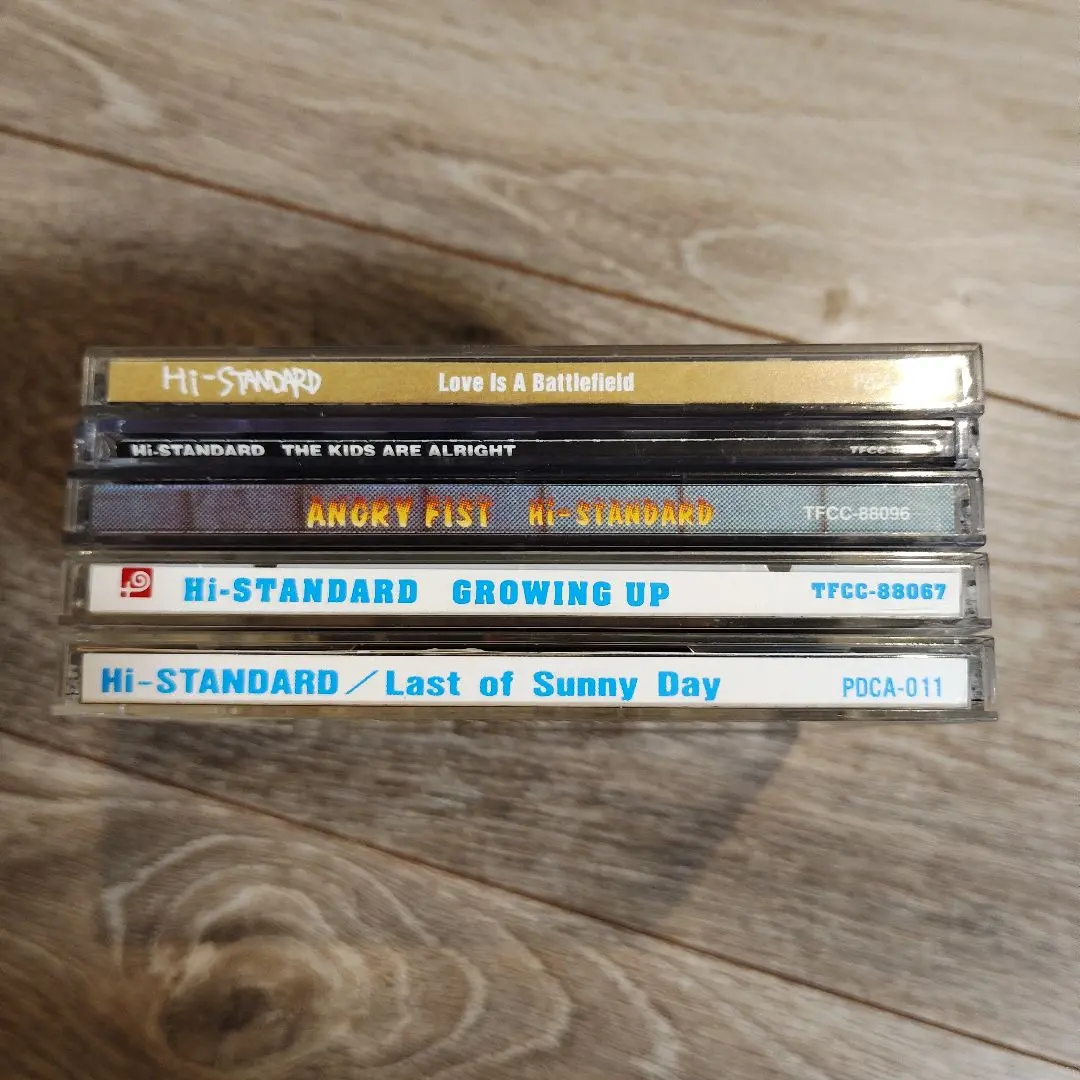 Hi-STANDARD Love Is A Battlefield
Hi-STANDARD THE KIDS ARE ALRIGHT
ANGRY FIST Hi-STANDARD TFCC-88096
Hi-STANDARD GROWING UP TFCC-88067
Hi-STANDARD/Last of Sunny Day PDCA-011